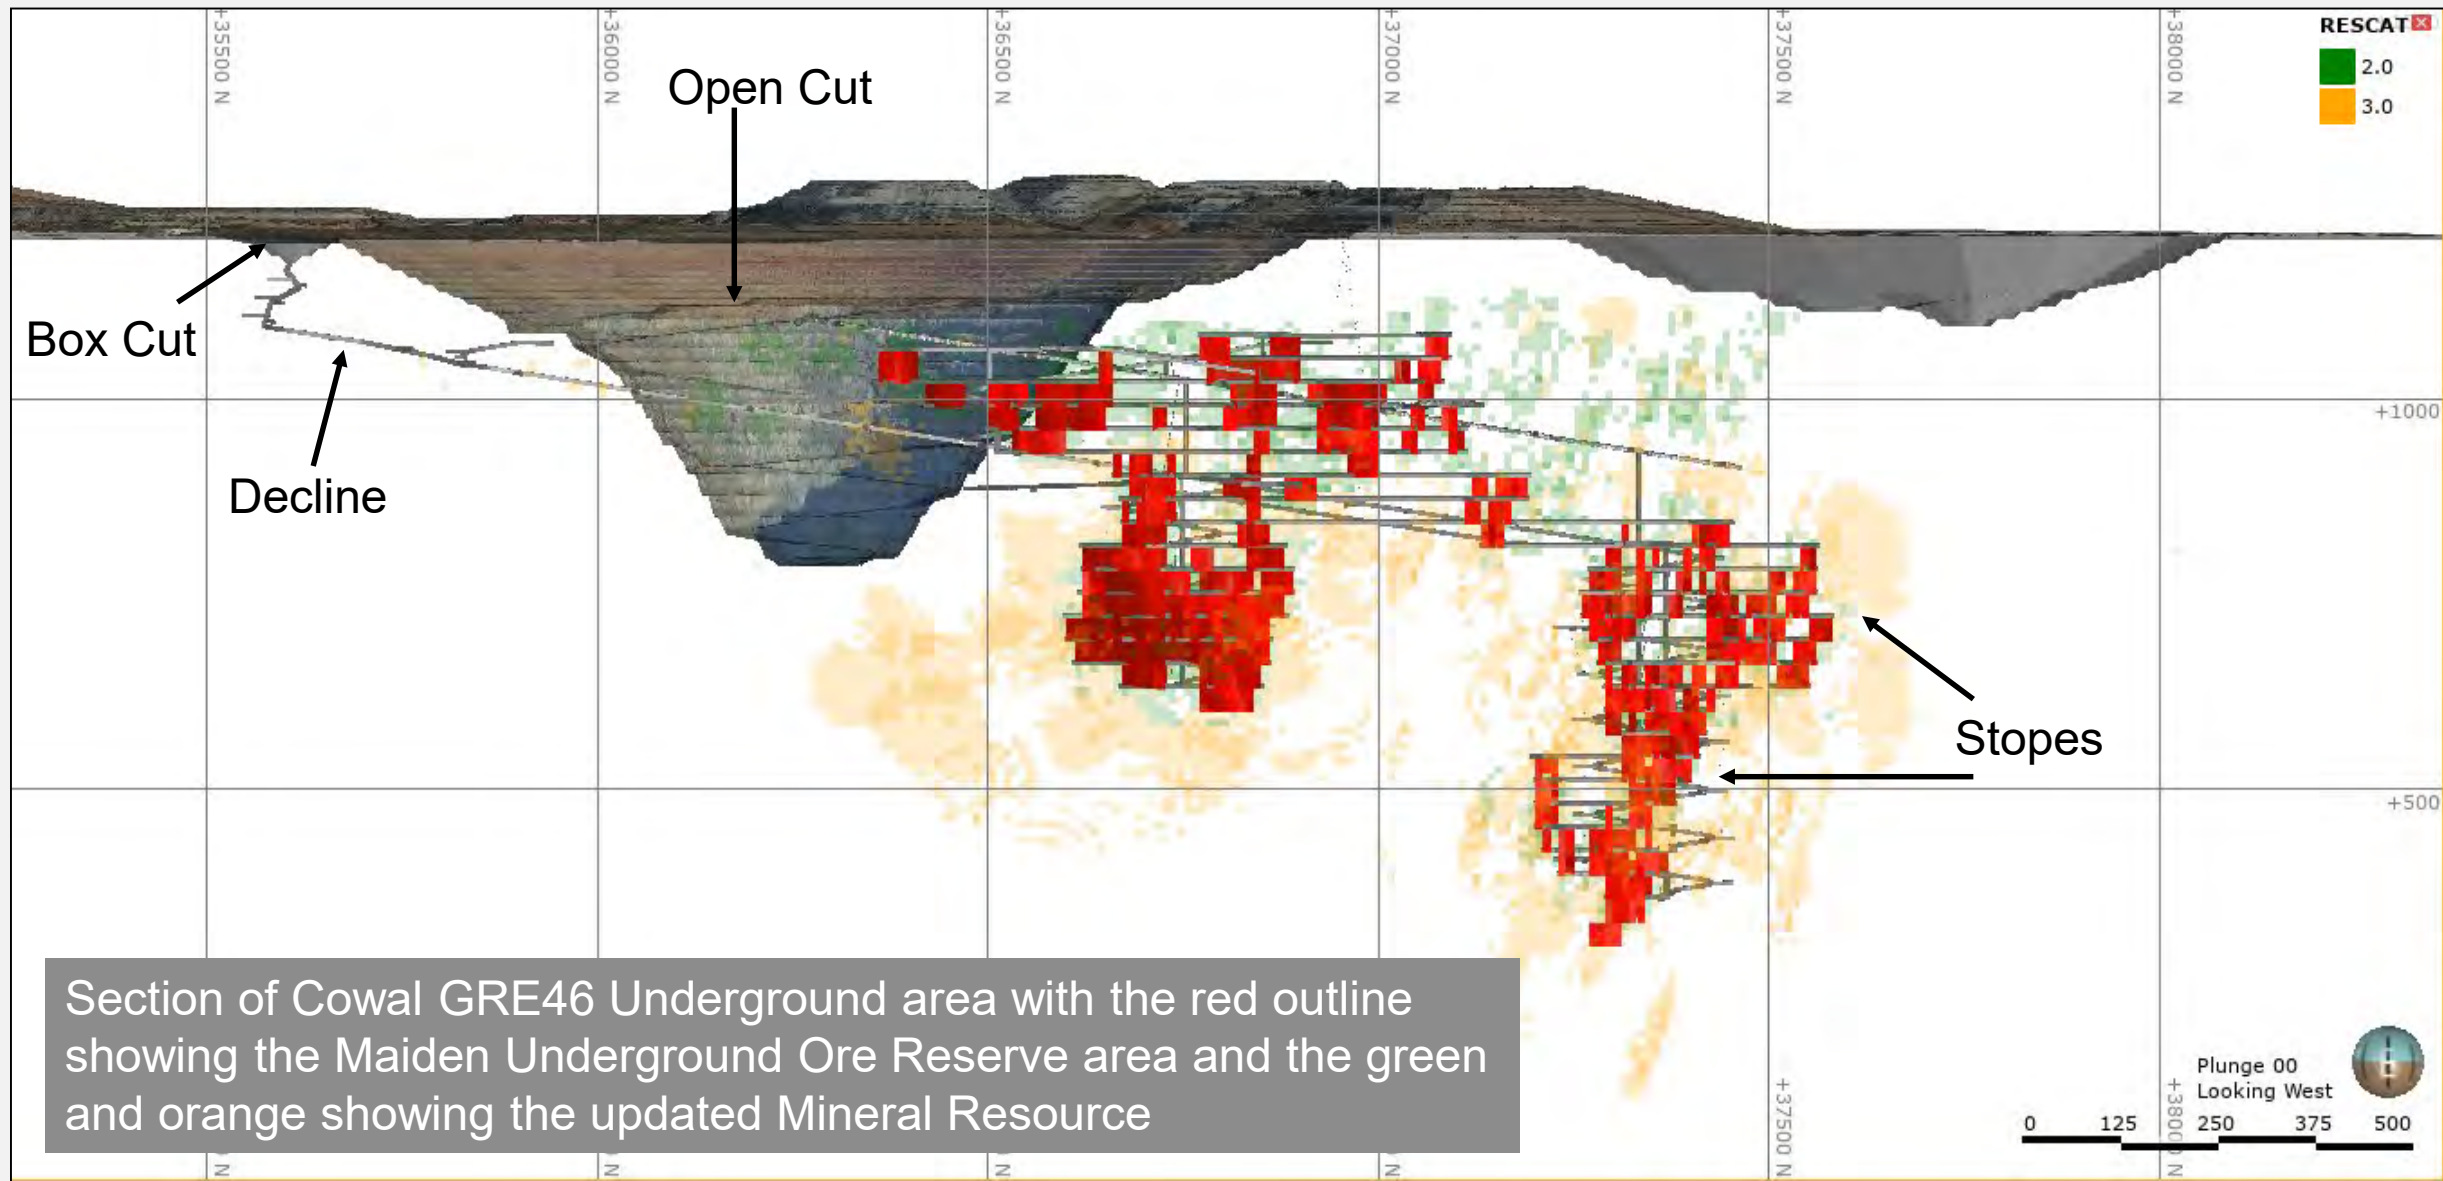 +35500 N
+36000 N
+36500 N
+37000 N
+37500 N
+38000 N
RESCAT
2.0
3.0
Open Cut
Box Cut
Decline
+1000
Stopes
+500
Section of Cowal GRE46 Underground area with the red outline
showing the Maiden Underground Ore Reserve area and the green
and orange showing the updated Mineral Resource
Plunge 00
Looking West
0 125 250 375 500
N
N
N
N
+37500 N
+38000 N